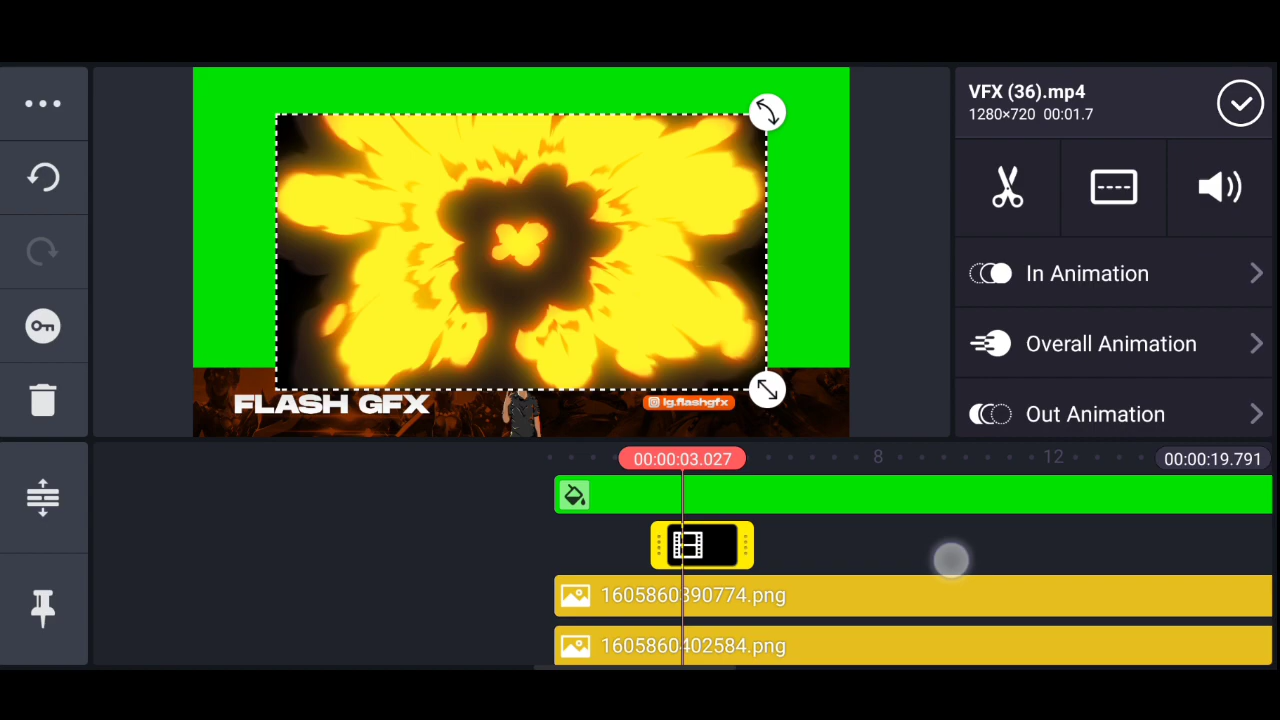 VFX (36).mp4
1280×720 00:01.7
In Animation
Overall Animation
Out Animation
FLASH GFX
ig.flashgfx
00:00:03.027
8
12
00:00:19.791
1605860390774.png
1605860402584.png